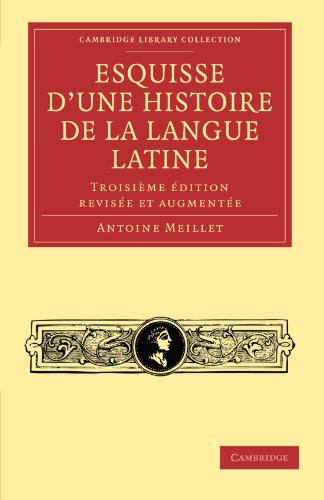 CAMBRIDGE LIBRARY COLLECTION
ESQUISSE
D'UNE HISTOIRE
DE LA LANGUE
LATINE
TROISIÈME ÉDITION
REVISÉE ET AUGMENTÉE
ANTOINE MEILLET
CAMBRIDGE